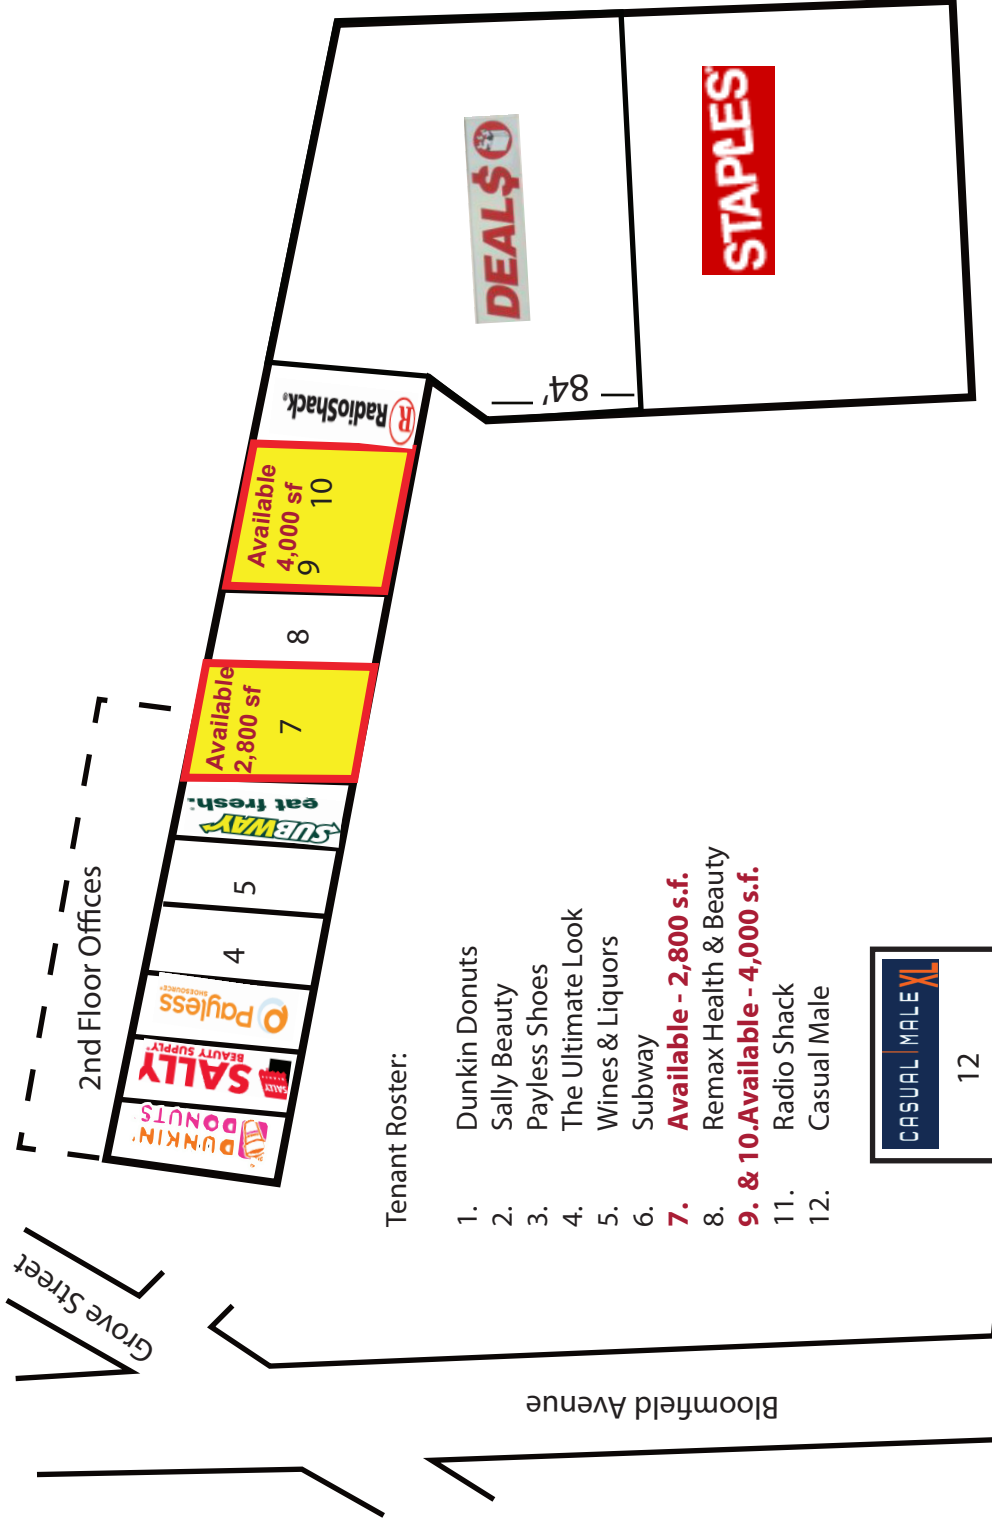 2nd Floor Offices
DUNKIN'
DONUTS
SALLY
BEAUTY SUPPLY
SALLY
Payless
SHOESOURCE
4
5
SUBWAY
eat fresh.
Available
2,800 sf
7
8
Available
4,000 sf
9
10
RadioShack®
R
DEAL$
STAPLES
84'
Tenant Roster:
1. Dunkin Donuts
2. Sally Beauty
3. Payless Shoes
4. The Ultimate Look
5. Wines & Liquors
6. Subway
7. Available - 2,800 s.f.
8. Remax Health & Beauty
9. & 10.Available - 4,000 s.f.
11. Radio Shack
12. Casual Male
CASUAL MALE XL
12
Grove Street
Bloomfield Avenue